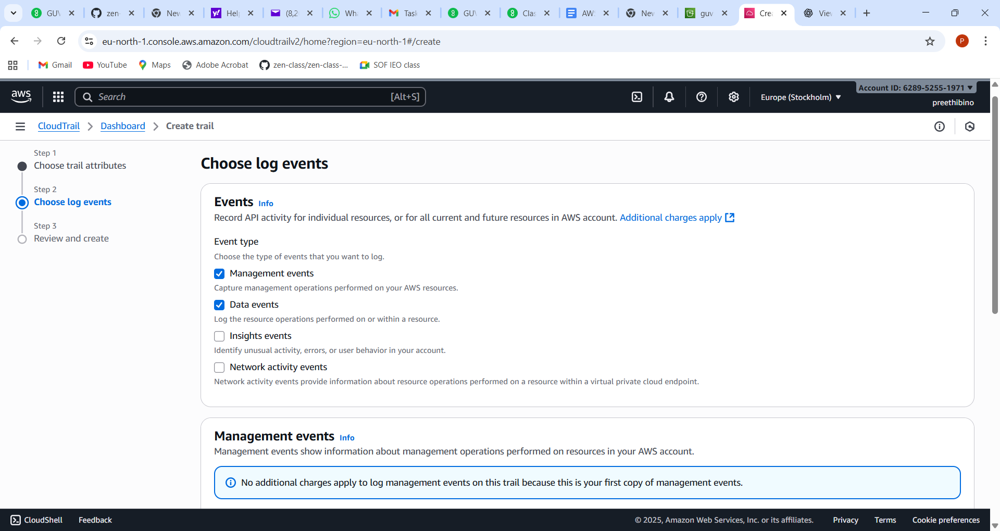 GUV
zen-
New
Help
(8,2
Wha
Task
GUV
Clas
AWS
New
guv
Crea
View
eu-north-1.console.aws.amazon.com/cloudtrailv2/home?region=eu-north-1#/create
P
Gmail
YouTube
Maps
Adobe Acrobat
zen-class/zen-class-...
SOF IEO class
aws
Search
[Alt+S]
Europe (Stockholm)
Account ID: 6289-5255-1971
preethibino
CloudTrail
Dashboard
Create trail
Step 1
Choose trail attributes
Step 2
Choose log events
Step 3
Review and create
Choose log events
Events Info
Record API activity for individual resources, or for all current and future resources in AWS account. Additional charges apply
Event type
Choose the type of events that you want to log.
Management events
Capture management operations performed on your AWS resources.
Data events
Log the resource operations performed on or within a resource.
Insights events
Identify unusual activity, errors, or user behavior in your account.
Network activity events
Network activity events provide information about resource operations performed on a resource within a virtual private cloud endpoint.
Management events Info
Management events show information about management operations performed on resources in your AWS account.
No additional charges apply to log management events on this trail because this is your first copy of management events.
CloudShell
Feedback
© 2025, Amazon Web Services, Inc. or its affiliates.
Privacy
Terms
Cookie preferences